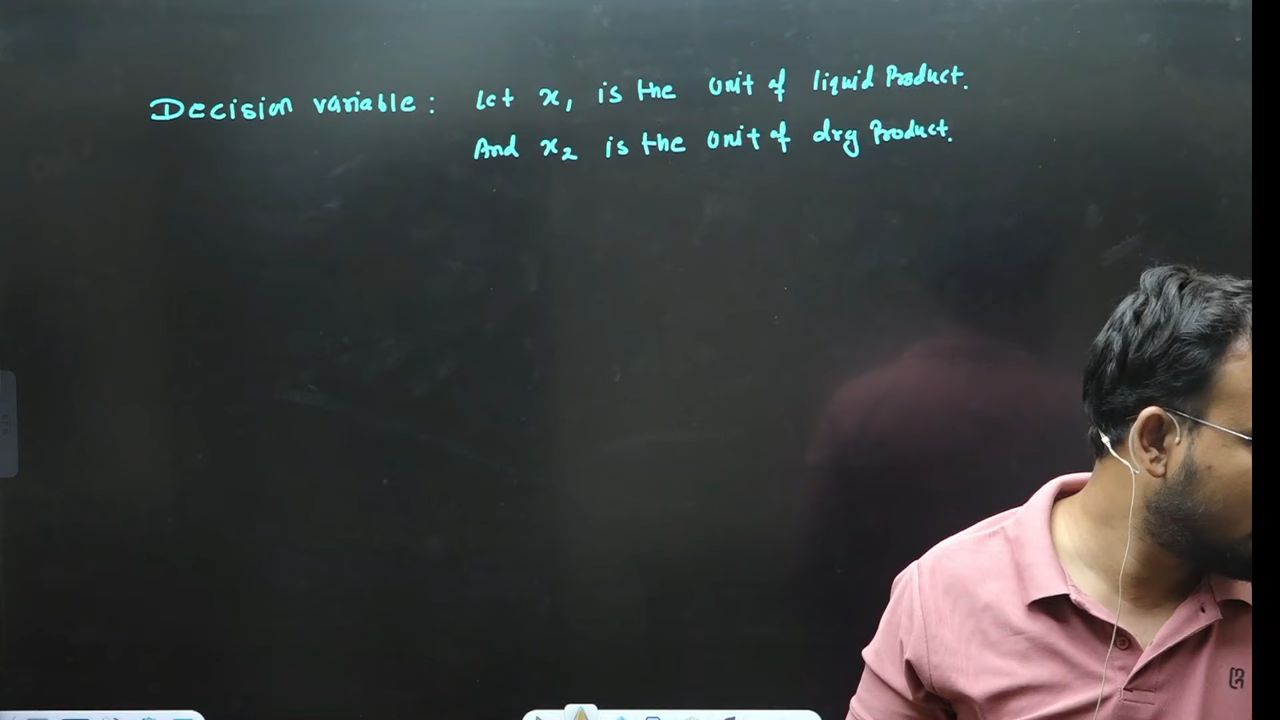 Decision variable: Let x₁ is the unit of liquid Product.
And x₂ is the unit of dry Product.